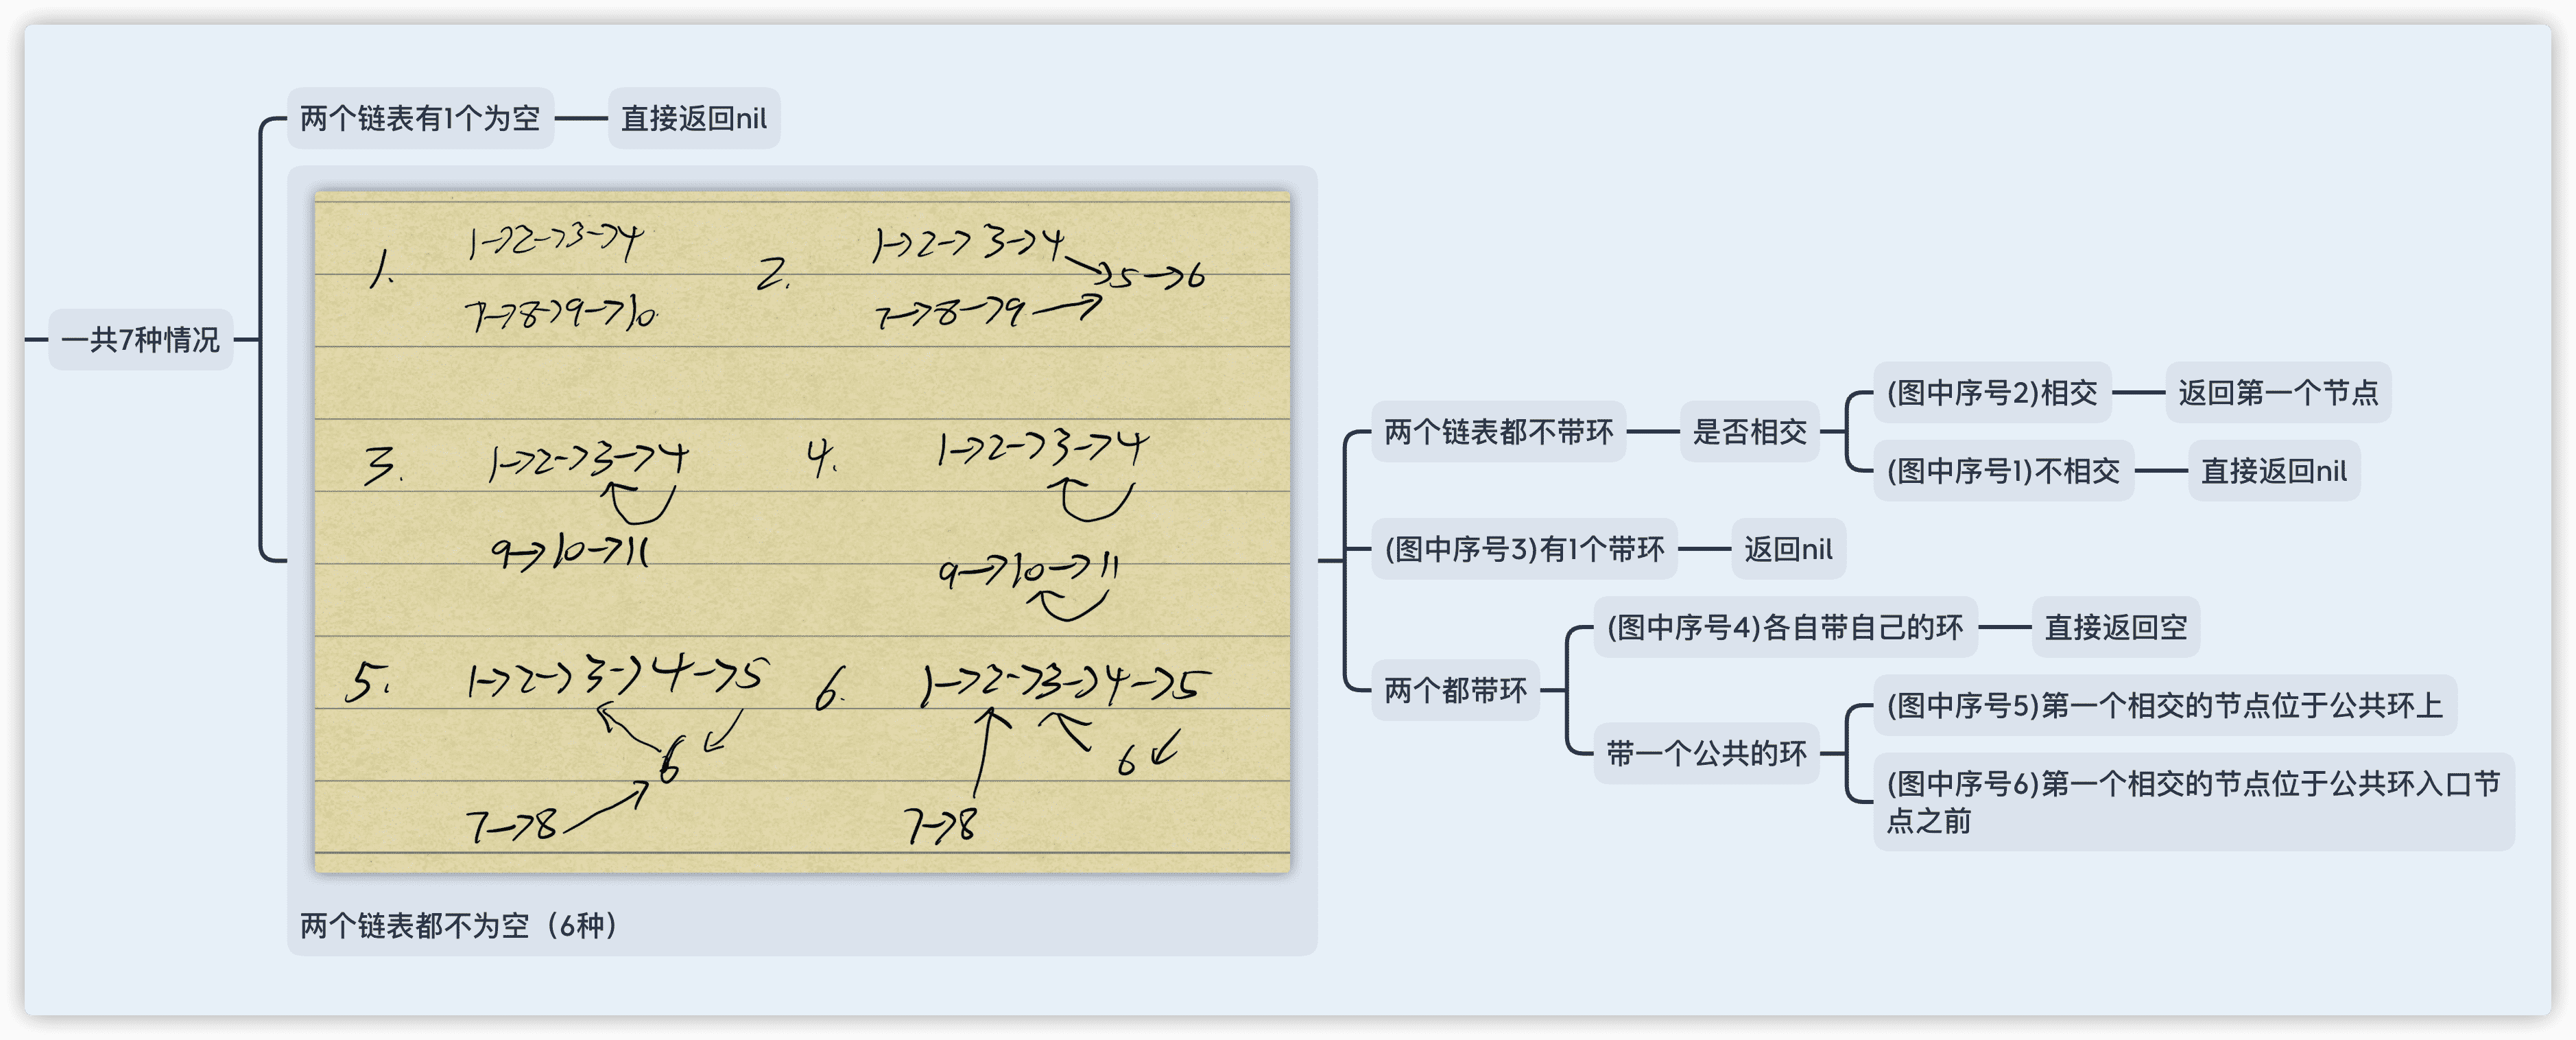 一共7种情况
两个链表有1个为空
直接返回nil
1.
1->2->3->4
7->8->9->10
2.
1->2->3->4
->5->6
7->8->9->
3.
1->2->3->4
9->10->11
4.
1->2->3->4
9->10->11
5.
1->2->3->4->5
6
7->8
6.
1->2->3->4->5
6
7->8
两个链表都不为空（6种）
两个链表都不带环
是否相交
(图中序号2)相交
返回第一个节点
(图中序号1)不相交
直接返回nil
(图中序号3)有1个带环
返回nil
两个都带环
(图中序号4)各自带自己的环
直接返回空
带一个公共的环
(图中序号5)第一个相交的节点位于公共环上
(图中序号6)第一个相交的节点位于公共环入口节
点之前